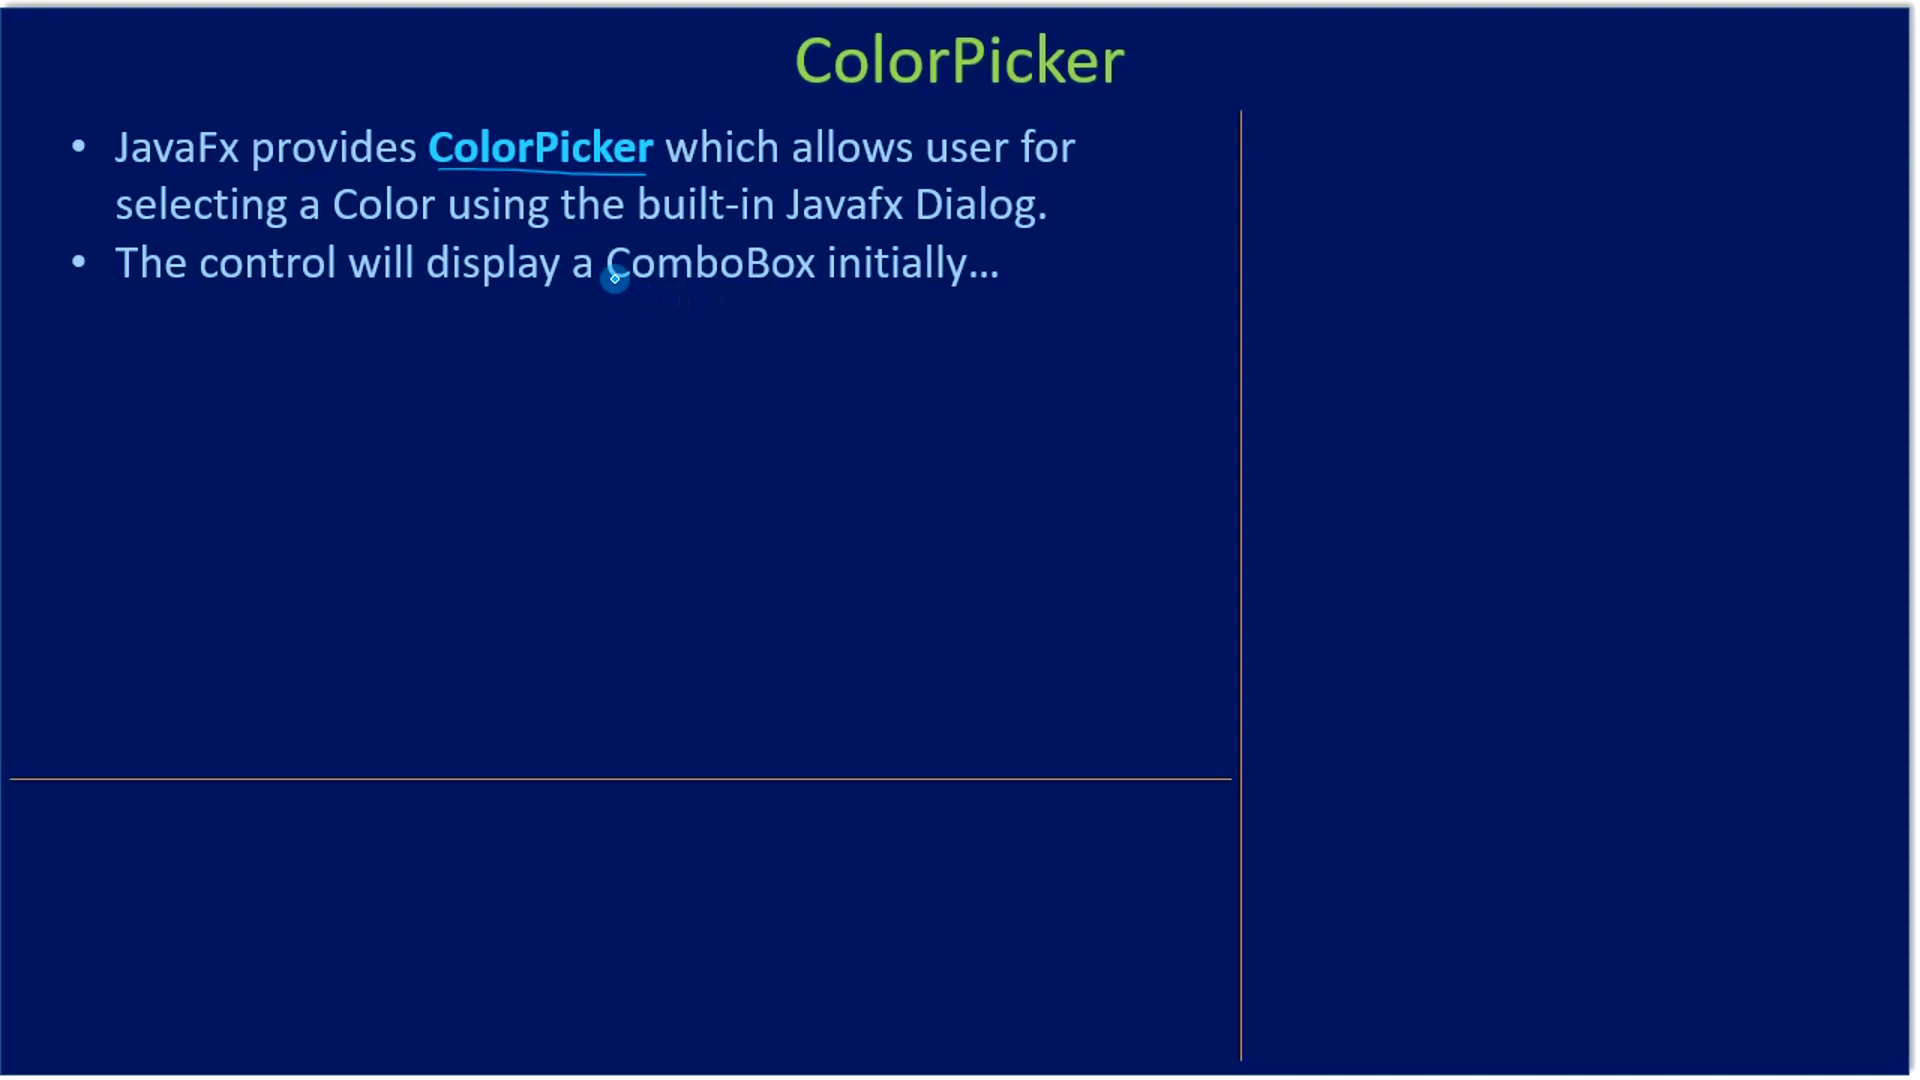 ColorPicker
• JavaFx provides ColorPicker which allows user for
selecting a Color using the built-in Javafx Dialog.
• The control will display a ComboBox initially...